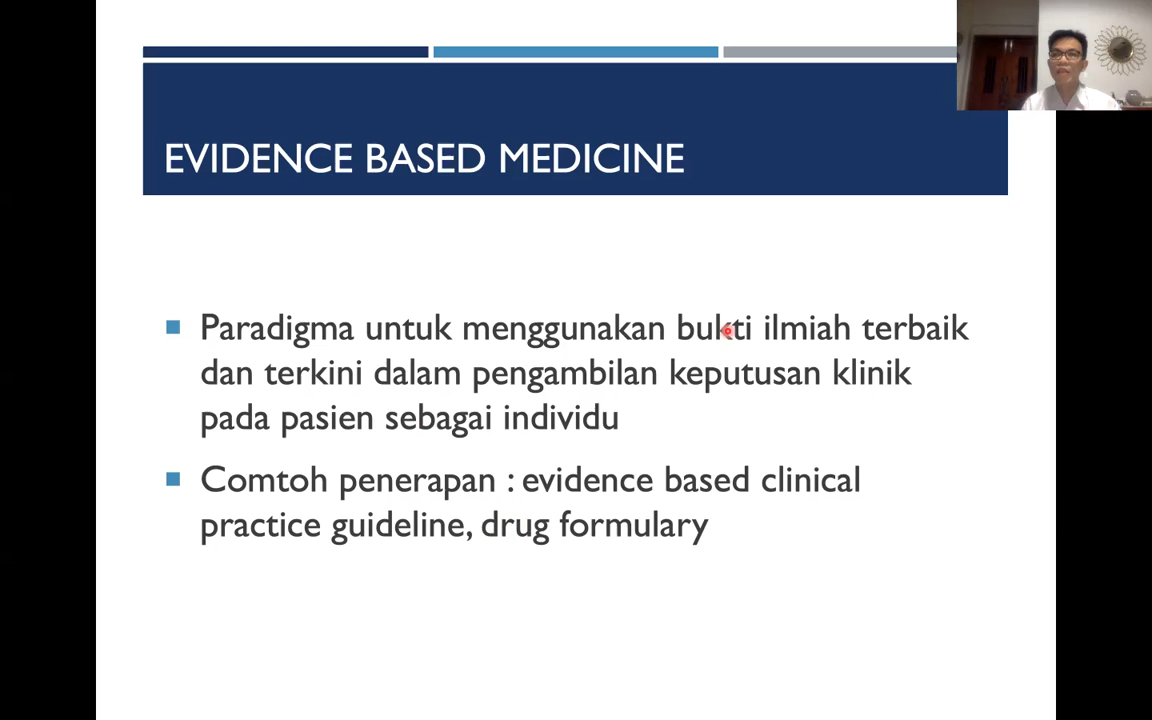 EVIDENCE BASED MEDICINE
Paradigma untuk menggunakan bukti ilmiah terbaik
dan terkini dalam pengambilan keputusan klinik
pada pasien sebagai individu
Comtoh penerapan : evidence based clinical
practice guideline, drug formulary